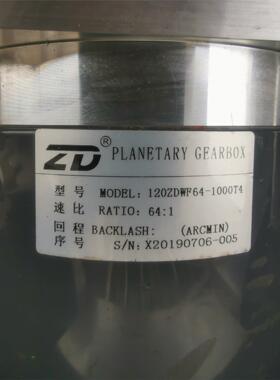 ZD® PLANETARY GEARBOX
型号 MODEL: 120ZDWF64-1000T4
速比 RATIO: 64:1
回程 BACKLASH: (ARCMIN)
序号 S/N: X20190706-005